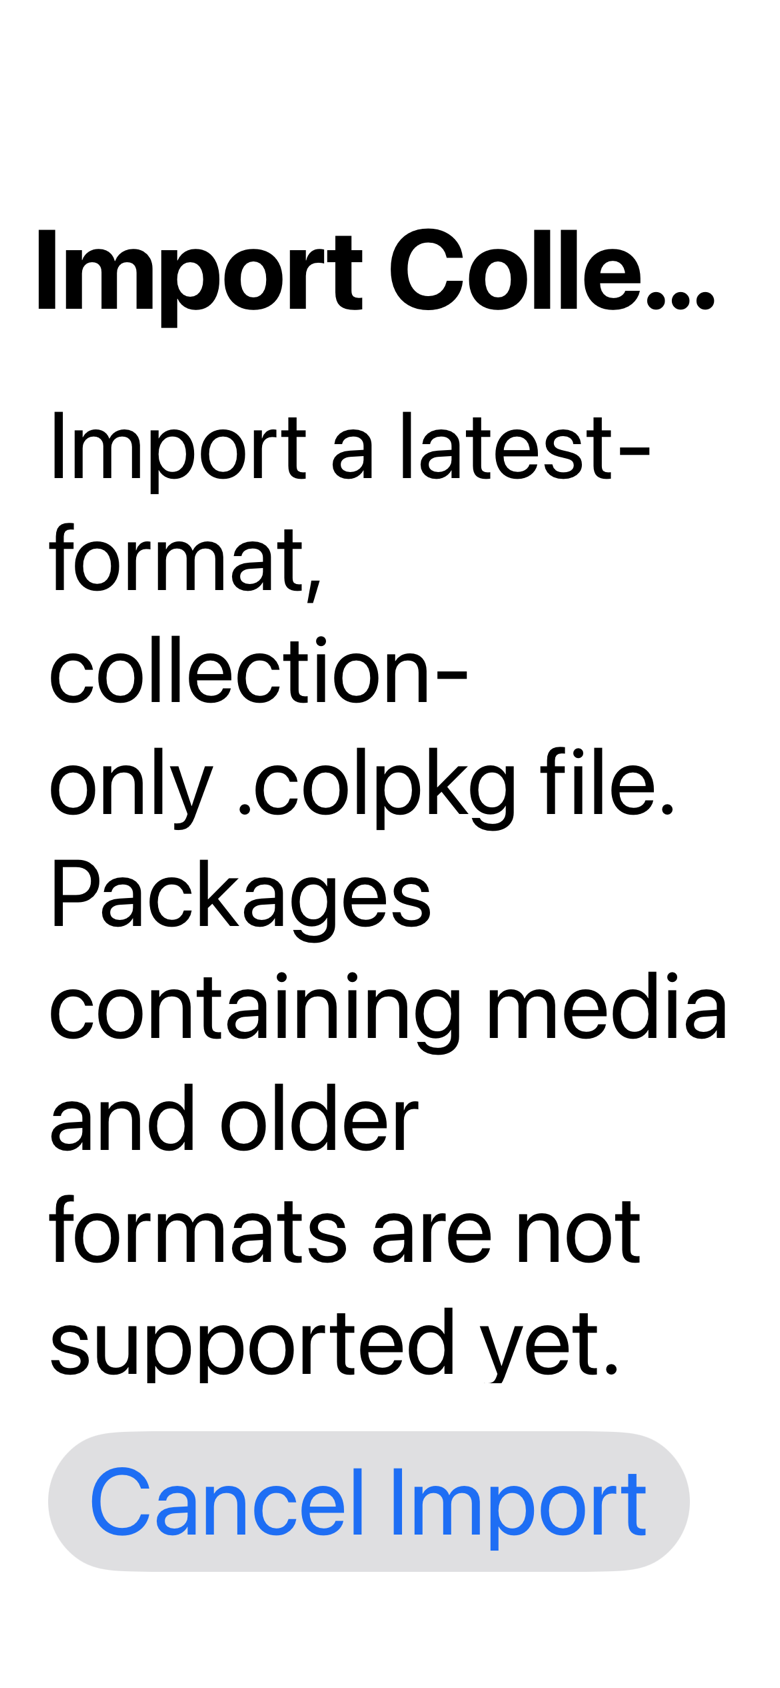 Import Colle...
Import a latest-
format,
collection-
only .colpkg file.
Packages
containing media
and older
formats are not
supported yet.
Cancel Import